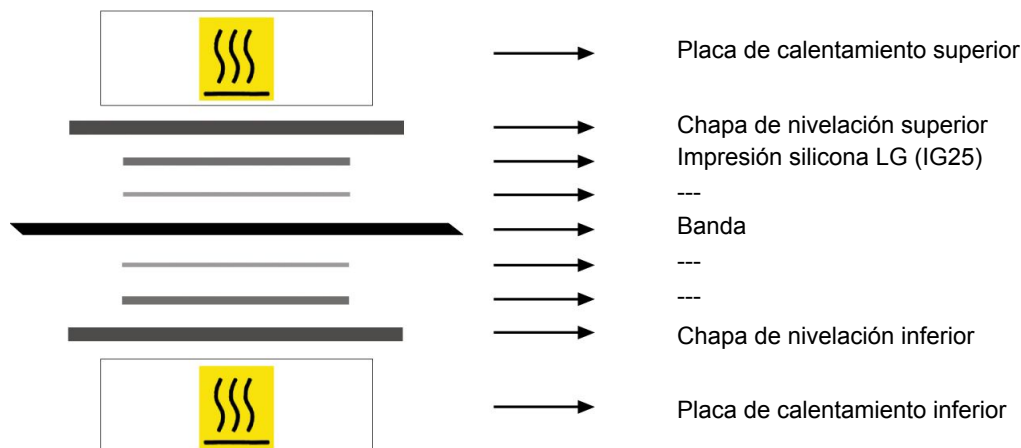 Placa de calentamiento superior
Chapa de nivelación superior
Impresión silicona LG (IG25)
---
Banda
---
---
Chapa de nivelación inferior
Placa de calentamiento inferior